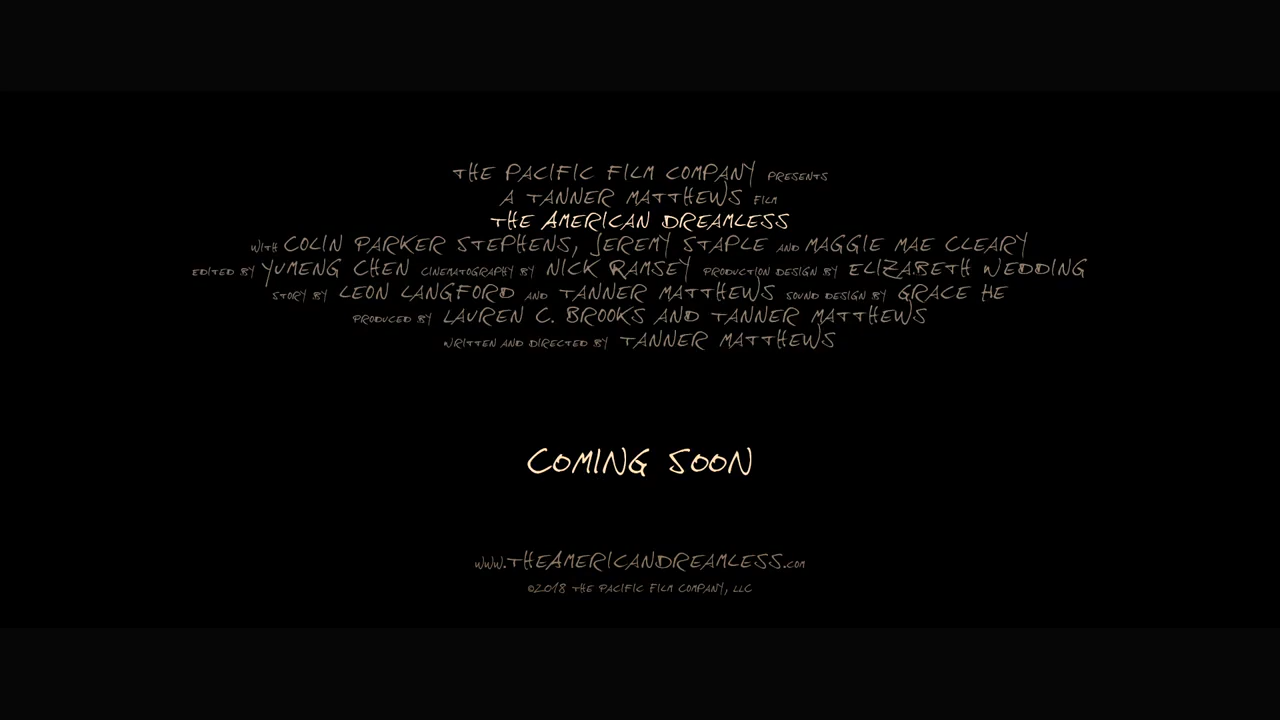 THE PACIFIC FILM COMPANY PRESENTS
A TANNER MATTHEWS FILM
THE AMERICAN DREAMLESS
WITH COLIN PARKER STEPHENS, JEREMY STAPLE AND MAGGIE MAE CLEARY
EDITED BY YUMENG CHEN CINEMATOGRAPHY BY NICK RAMSEY PRODUCTION DESIGN BY ELIZABETH WEDDING
STORY BY LEON LANGFORD AND TANNER MATTHEWS SOUND DESIGN BY GRACE HE
PRODUCED BY LAUREN C. BROOKS AND TANNER MATTHEWS
WRITTEN AND DIRECTED BY TANNER MATTHEWS
COMING SOON
WWW.THEAMERICANDREAMLESS.COM
©2018 THE PACIFIC FILM COMPANY, LLC